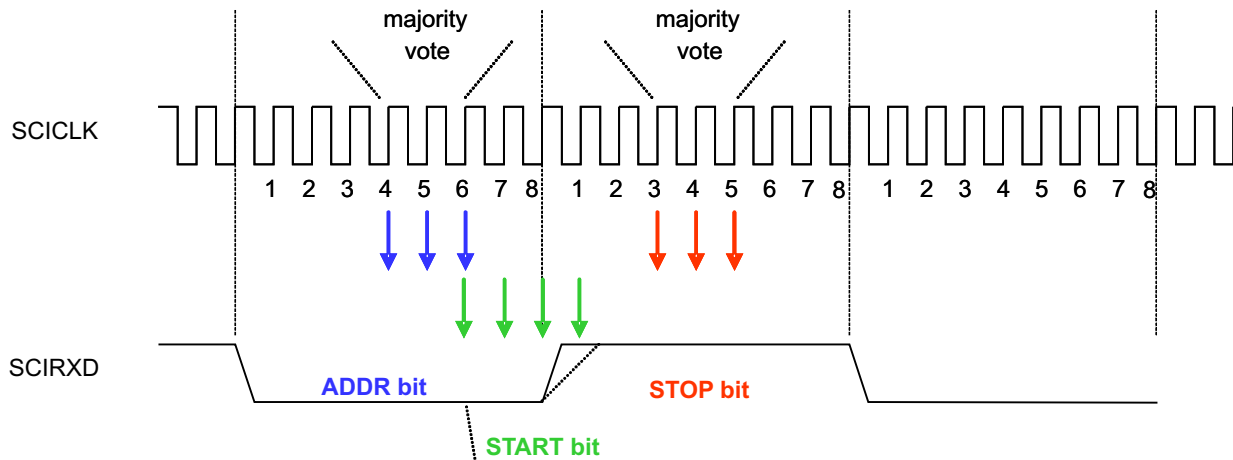 majority
vote
majority
vote
SCICLK
1 2 3 4 5 6 7 8 1 2 3 4 5 6 7 8 1 2 3 4 5 6 7 8
SCIRXD
ADDR bit
STOP bit
START bit